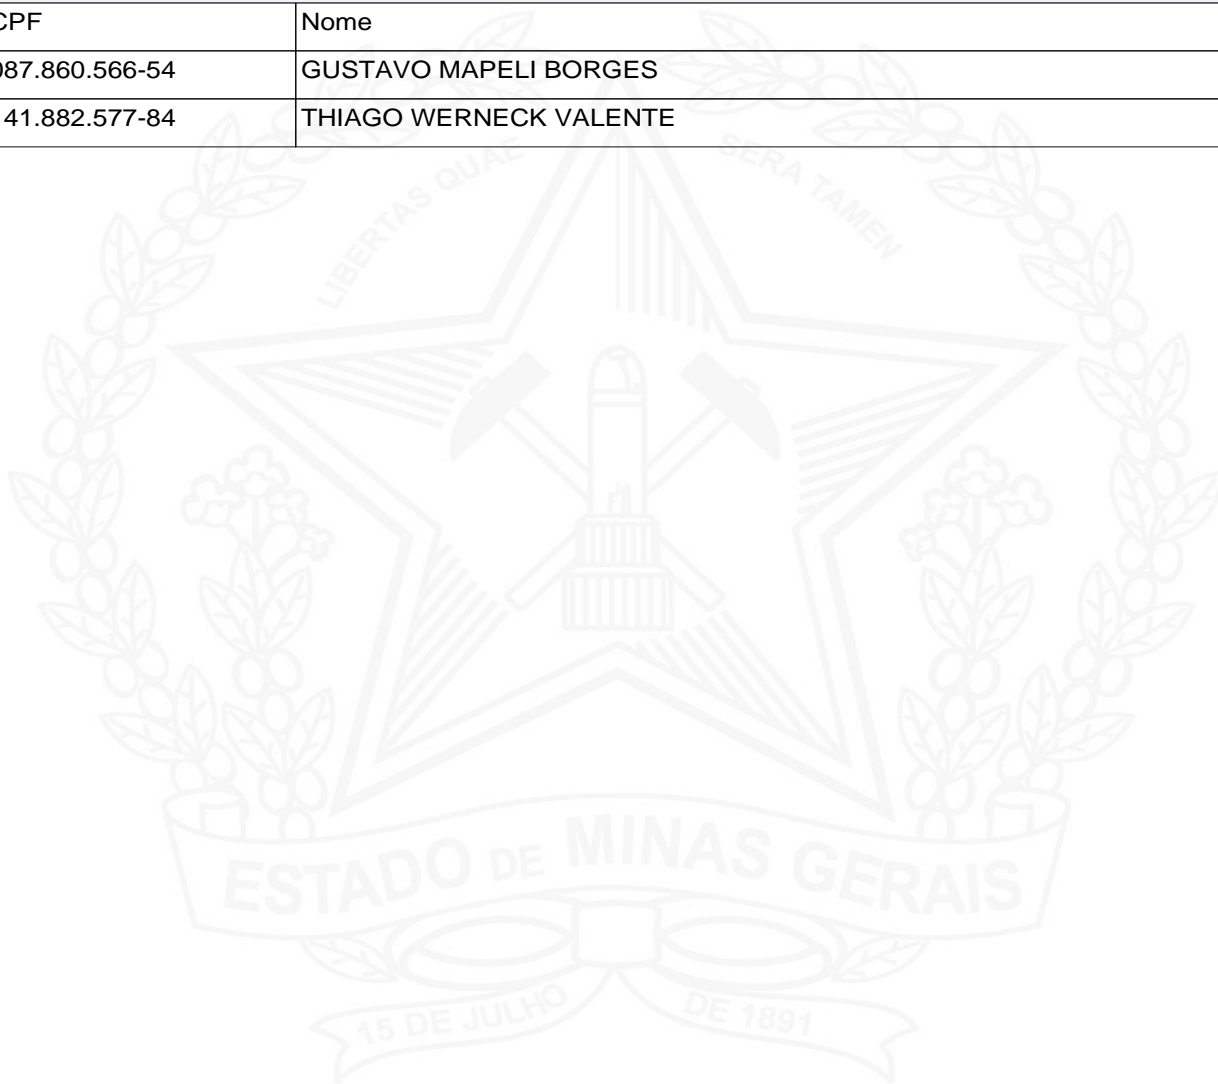 CPF Nome
087.860.566-54 GUSTAVO MAPELI BORGES
41.882.577-84 THIAGO WERNECK VALENTE
LIBERTAS QUAE SERA TAMEN
ESTADO DE MINAS GERAIS
15 DE JULHO DE 1891